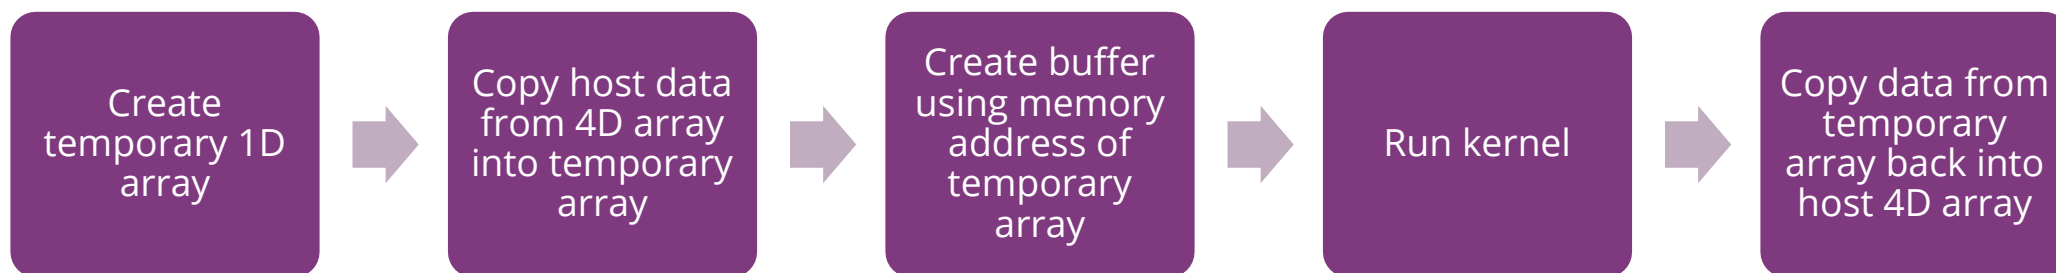 Create
temporary 1D
array
Copy host data
from 4D array
into temporary
array
Create buffer
using memory
address of
temporary
array
Run kernel
Copy data from
temporary
array back into
host 4D array